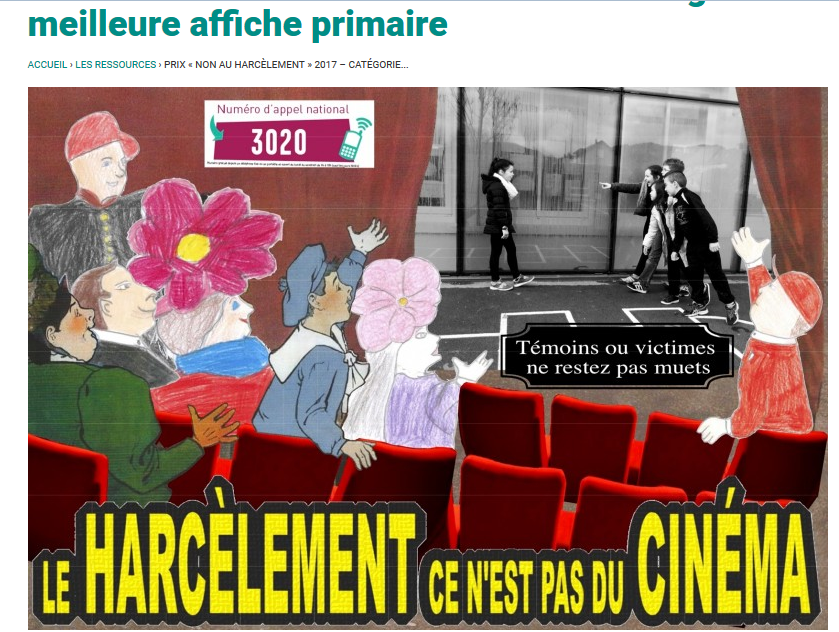 meilleure affiche primaire
ACCUEIL › LES RESSOURCES › PRIX « NON AU HARCÈLEMENT » 2017 – CATÉGORIE...
Numéro d'appel national
3020
Témoins ou victimes
ne restez pas muets
LE HARCÈLEMENT CE N'EST PAS DU CINÉMA